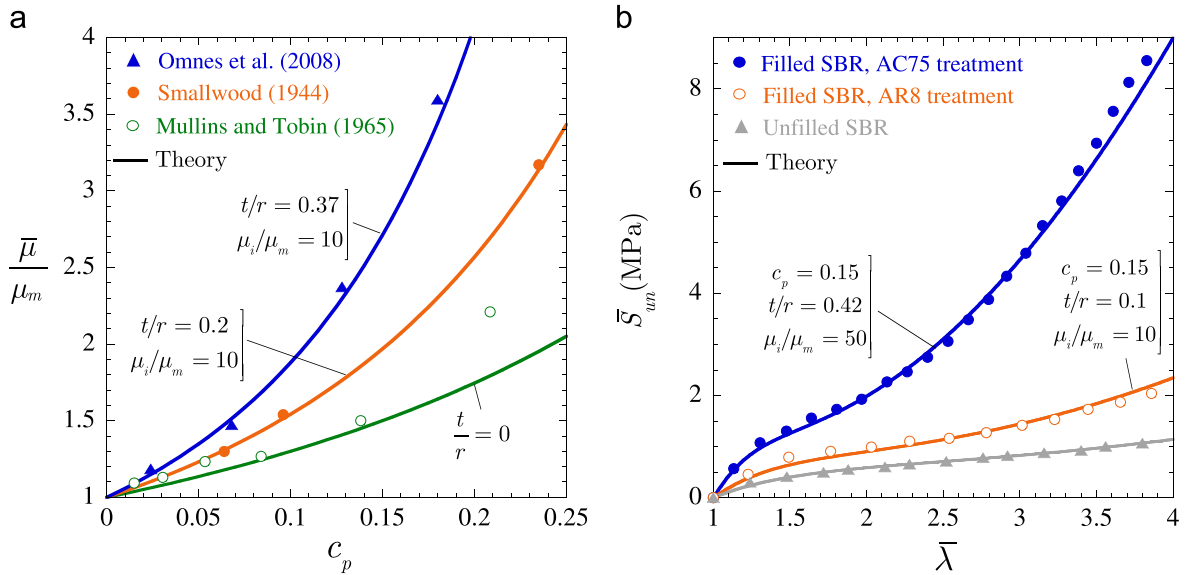 a
4
3.5
3
2.5
2
1.5
1
μ̅
μm
Omnes et al. (2008)
Smallwood (1944)
Mullins and Tobin (1965)
Theory
t/r = 0.37
μi/μm = 10
t/r = 0.2
μi/μm = 10
t
r
= 0
0
0.05
0.1
0.15
0.2
0.25
cp
b
8
6
4
2
0
S̅un (MPa)
Filled SBR, AC75 treatment
Filled SBR, AR8 treatment
Unfilled SBR
Theory
cp = 0.15
t/r = 0.42
μi/μm = 50
cp = 0.15
t/r = 0.1
μi/μm = 10
1
1.5
2
2.5
3
3.5
4
λ̅